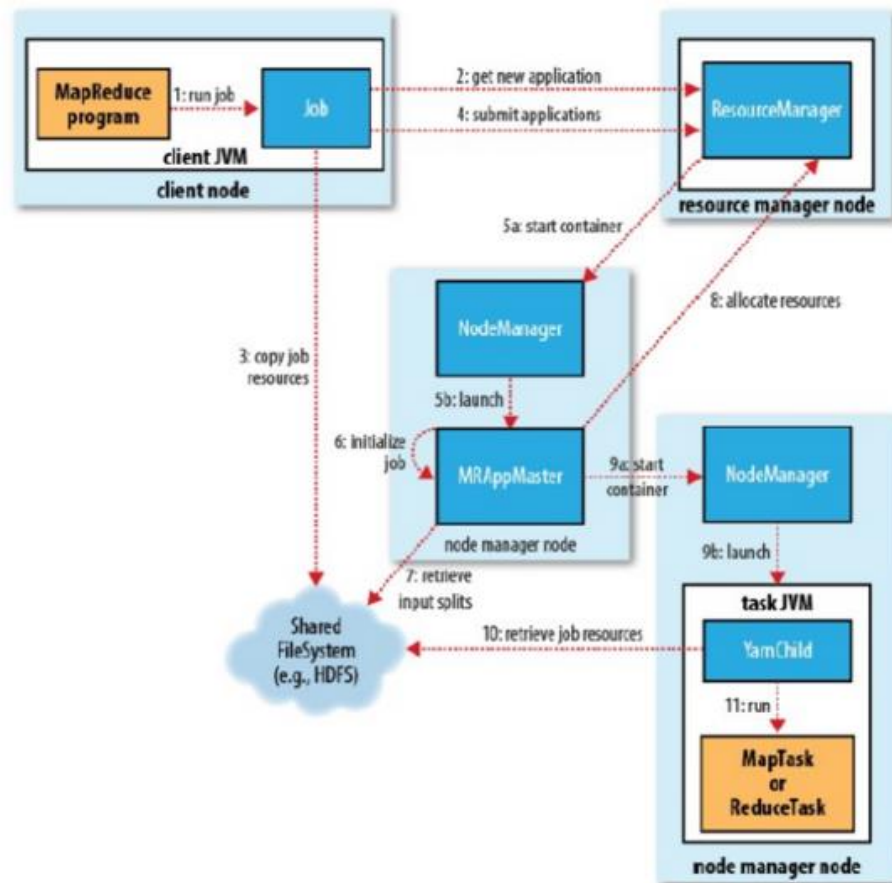 MapReduce
program
1: run job
Job
client JVM
client node
2: get new application
4: submit applications
ResourceManager
resource manager node
5a: start container
8: allocate resources
NodeManager
3: copy job
resources
5b: launch
6: initialize
job
MRAppMaster
9a: start
container
NodeManager
node manager node
9b: launch
7: retrieve
input splits
task JVM
Shared
FileSystem
(e.g., HDFS)
10: retrieve job resources
YarnChild
11: run
MapTask
or
ReduceTask
node manager node